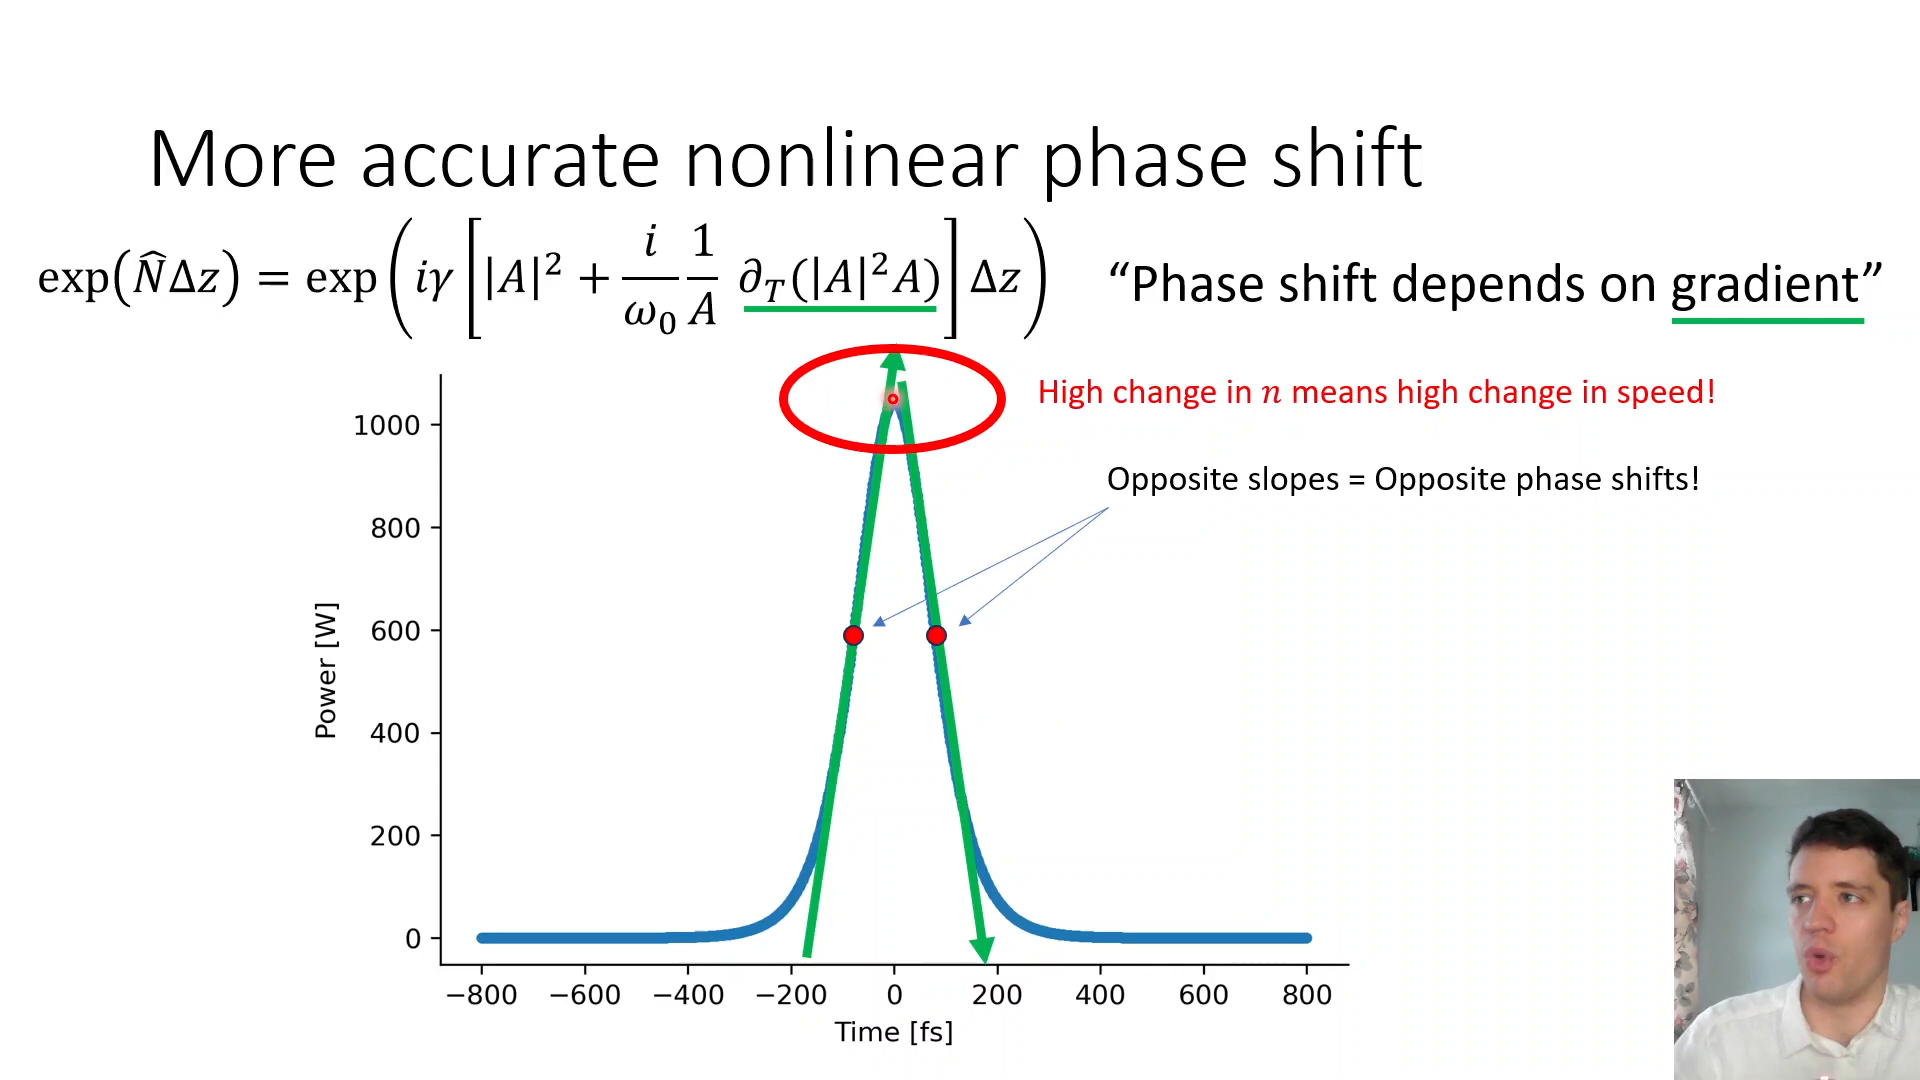 More accurate nonlinear phase shift
exp(N̂Δz) = exp(iγ[|A|² + i/ω₀ 1/A ∂_T(|A|²A)]Δz)
“Phase shift depends on gradient”
High change in n means high change in speed!
Opposite slopes = Opposite phase shifts!
1000
800
600
400
200
0
Power [W]
−800 −600 −400 −200 0 200 400 600 800
Time [fs]